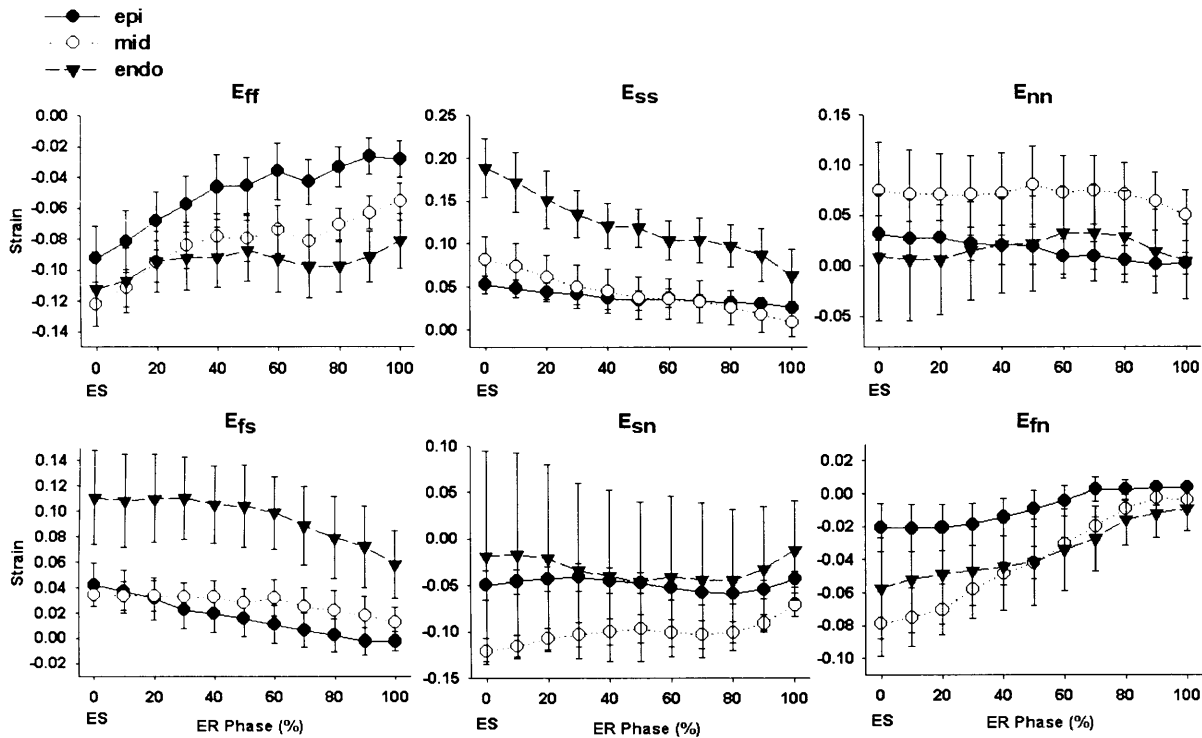 epi
mid
endo
Eff
Ess
Enn
0.00
-0.02
-0.04
-0.06
-0.08
-0.10
-0.12
-0.14
Strain
0 20 40 60 80 100
ES
0.25
0.20
0.15
0.10
0.05
0.00
0 20 40 60 80 100
ES
0.15
0.10
0.05
0.00
-0.05
0 20 40 60 80 100
ES
Efs
Esn
Efn
0.14
0.12
0.10
0.08
0.06
0.04
0.02
0.00
-0.02
Strain
0 20 40 60 80 100
ES
ER Phase (%)
0.10
0.05
0.00
-0.05
-0.10
-0.15
0 20 40 60 80 100
ES
ER Phase (%)
0.02
0.00
-0.02
-0.04
-0.06
-0.08
-0.10
0 20 40 60 80 100
ES
ER Phase (%)